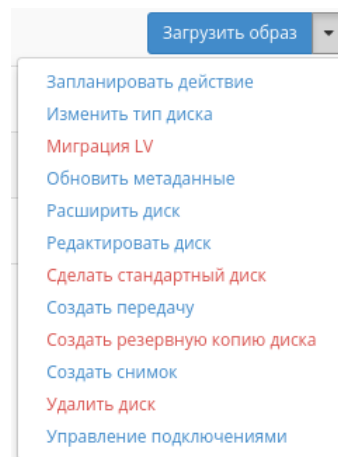 Загрузить образ
Запланировать действие
Изменить тип диска
Миграция LV
Обновить метаданные
Расширить диск
Редактировать диск
Сделать стандартный диск
Создать передачу
Создать резервную копию диска
Создать снимок
Удалить диск
Управление подключениями